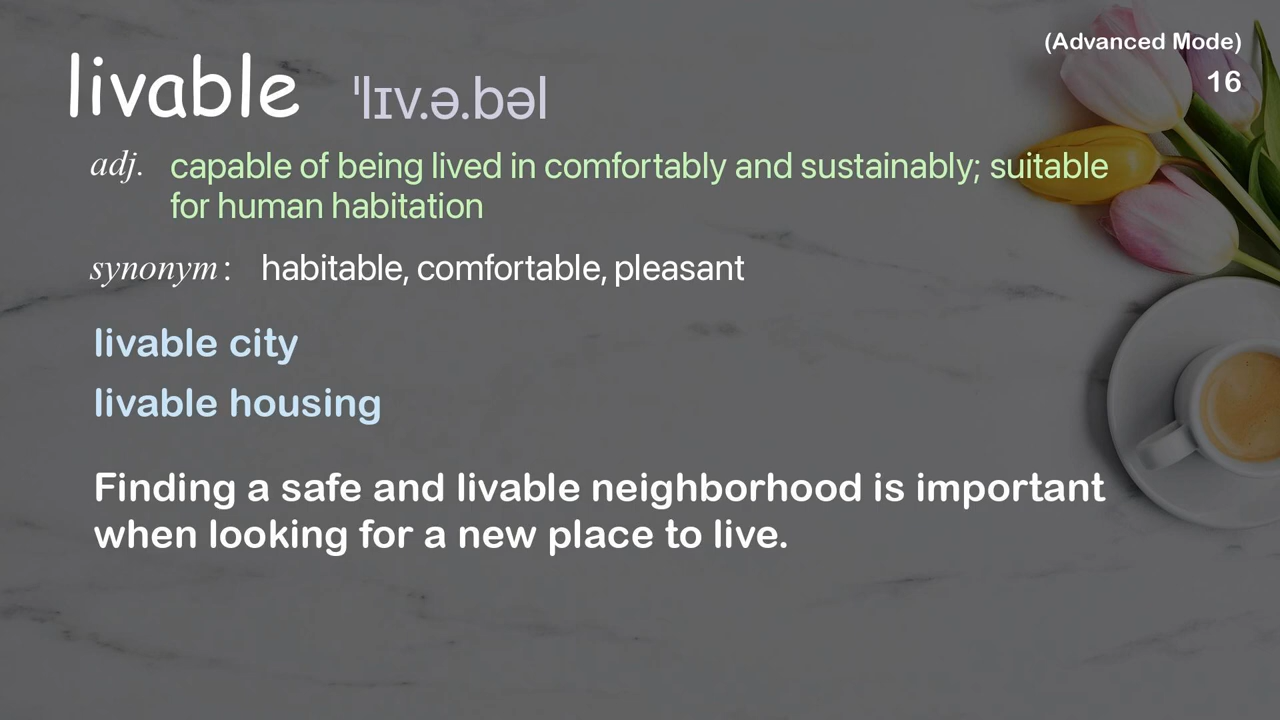 (Advanced Mode)
16
livable ˈlɪv.ə.bəl
adj. capable of being lived in comfortably and sustainably; suitable
for human habitation
synonym: habitable, comfortable, pleasant
livable city
livable housing
Finding a safe and livable neighborhood is important
when looking for a new place to live.